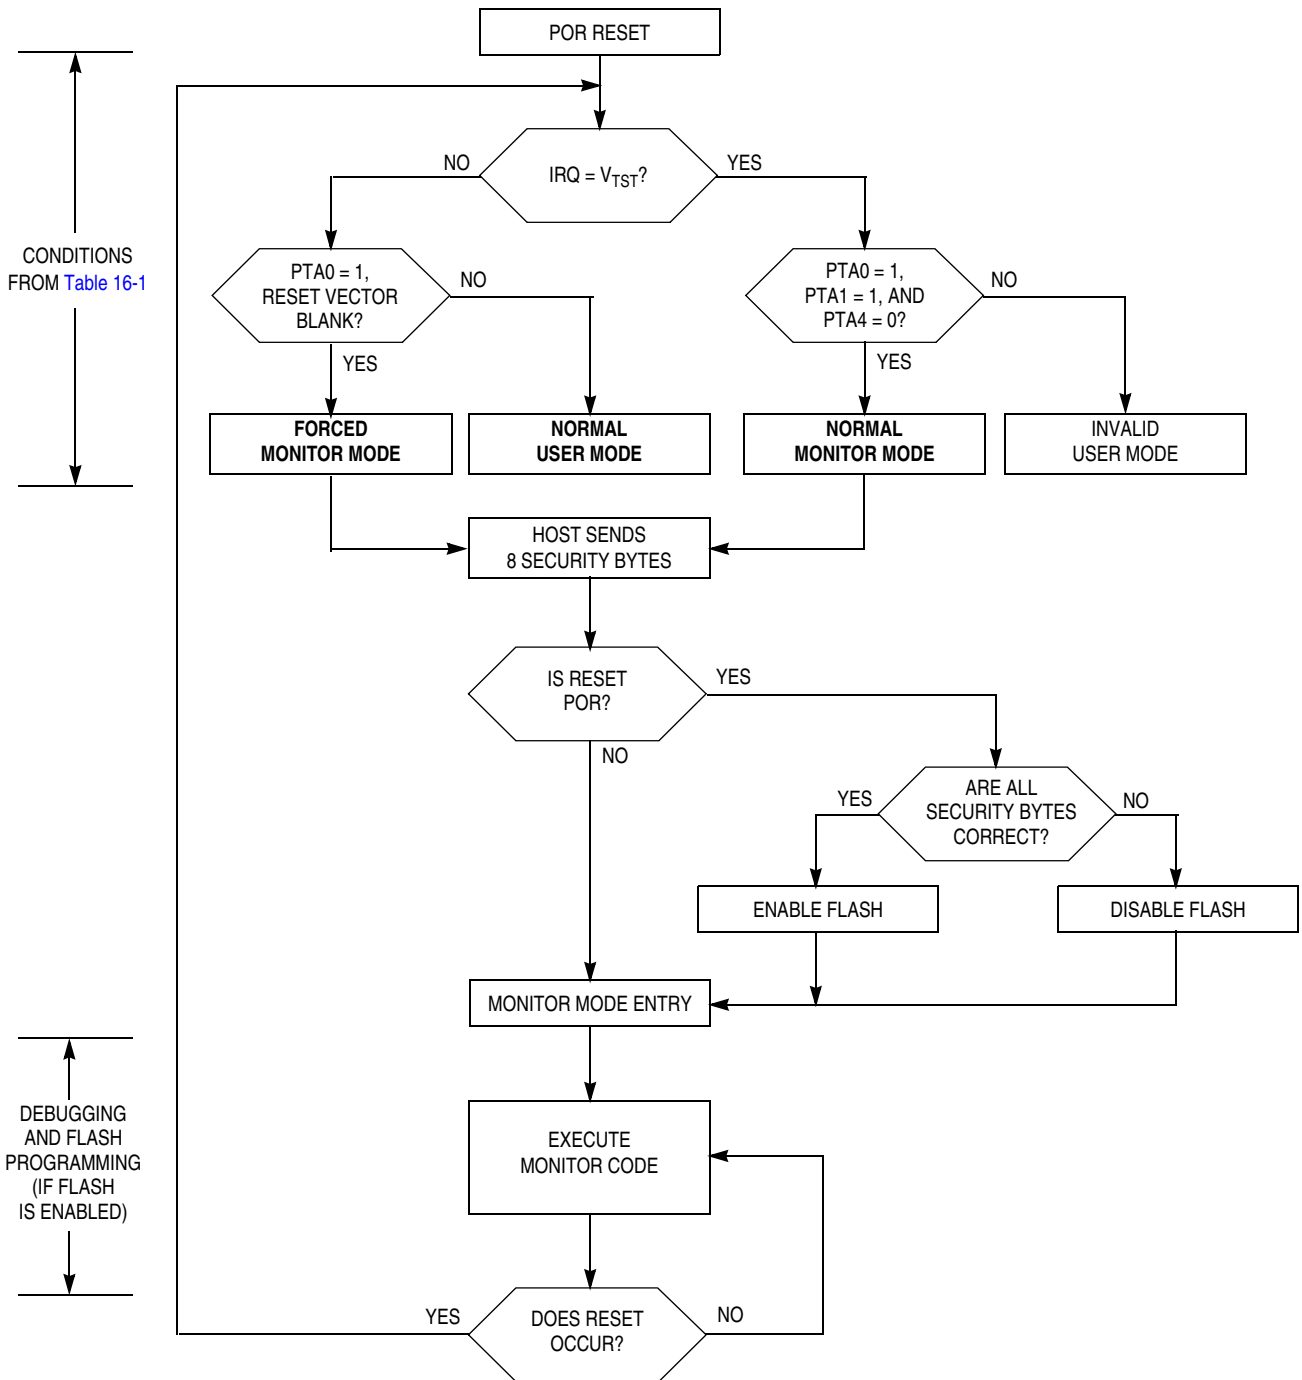 POR RESET
NO
IRQ = VTST?
YES
CONDITIONS
FROM Table 16-1
PTA0 = 1,
RESET VECTOR
BLANK?
NO
YES
PTA0 = 1,
PTA1 = 1, AND
PTA4 = 0?
NO
YES
FORCED
MONITOR MODE
NORMAL
USER MODE
NORMAL
MONITOR MODE
INVALID
USER MODE
HOST SENDS
8 SECURITY BYTES
IS RESET
POR?
YES
NO
ARE ALL
SECURITY BYTES
CORRECT?
YES
NO
ENABLE FLASH
DISABLE FLASH
MONITOR MODE ENTRY
DEBUGGING
AND FLASH
PROGRAMMING
(IF FLASH
IS ENABLED)
EXECUTE
MONITOR CODE
YES
DOES RESET
OCCUR?
NO